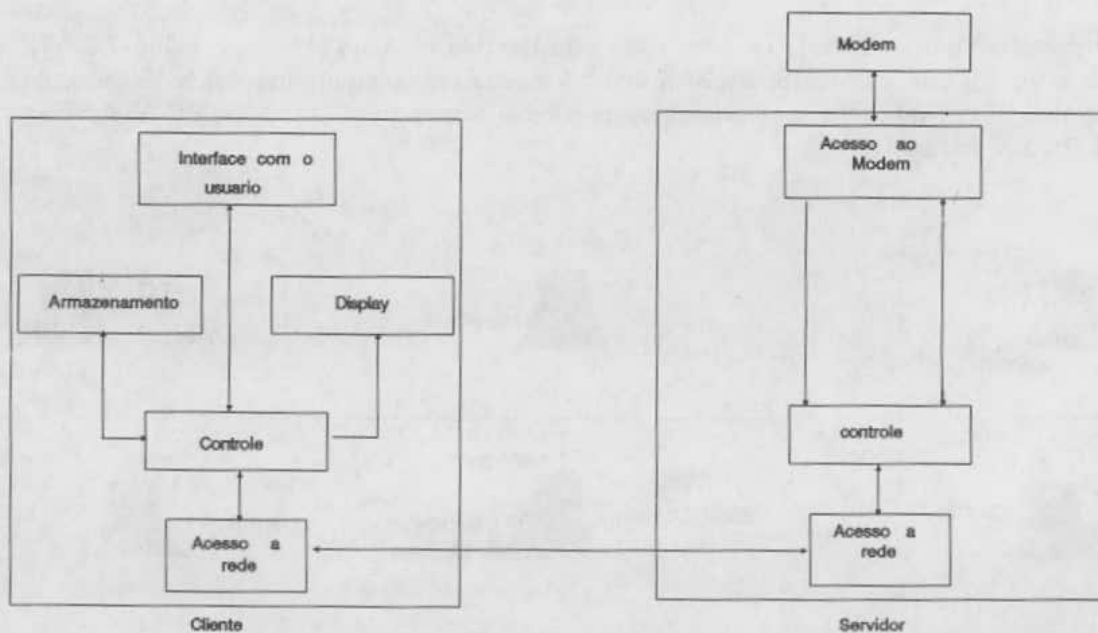 Modem
Acesso ao
Modem
Interface com o
usuario
Armazenamento
Display
Controle
controle
Acesso a
rede
Acesso a
rede
Cliente
Servidor